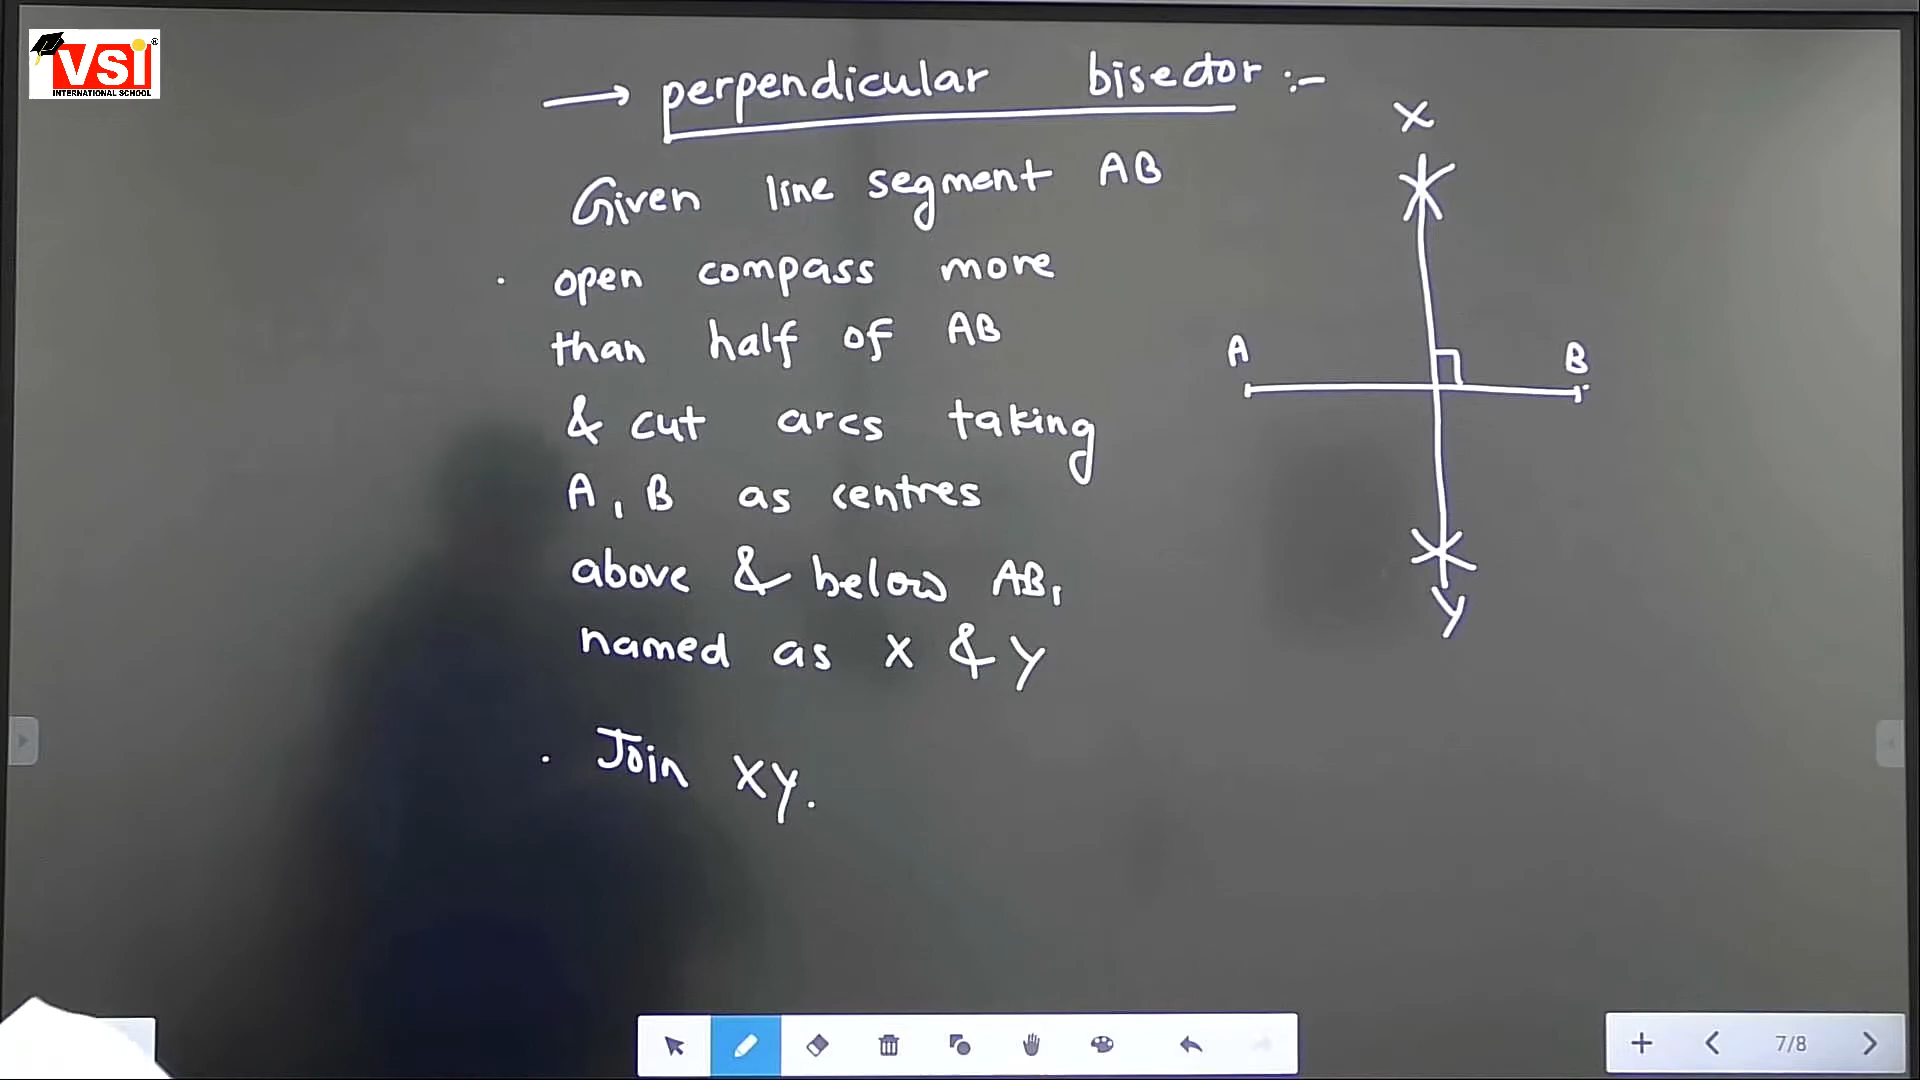 VSI
INTERNATIONAL SCHOOL
→ perpendicular bisector :-
Given line segment AB
. open compass more
than half of AB
& cut arcs taking
A, B as centres
above & below AB,
named as X & Y
. Join XY.
X
A
B
Y
7/8